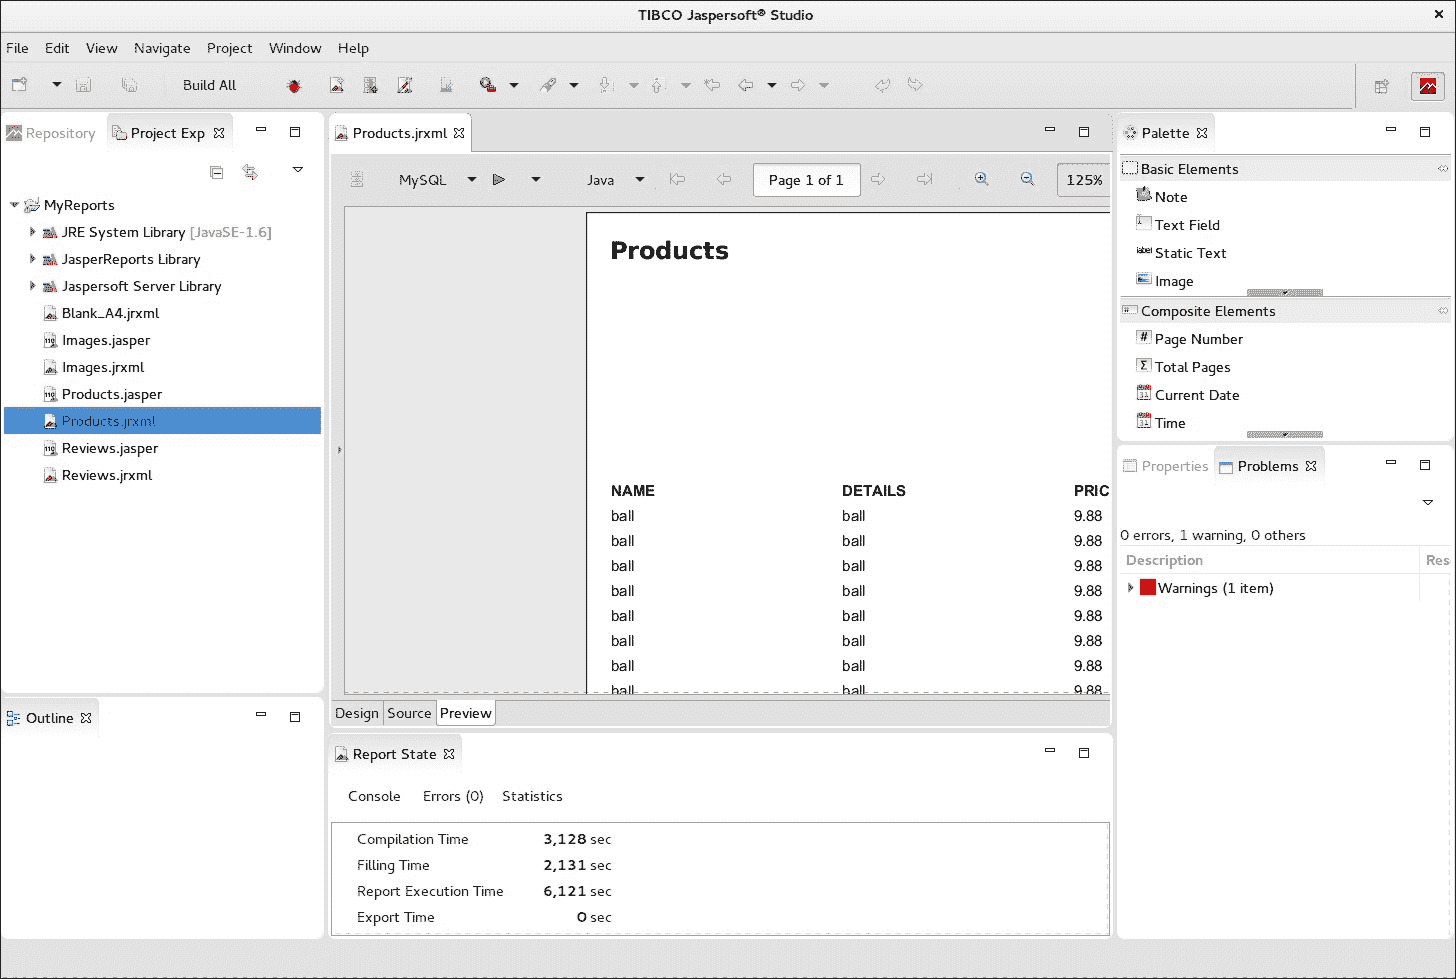 TIBCO Jaspersoft® Studio
File Edit View Navigate Project Window Help
Build All
Repository
Project Exp
MyReports
JRE System Library [JavaSE-1.6]
JasperReports Library
Jaspersoft Server Library
Blank_A4.jrxml
Images.jasper
Images.jrxml
Products.jasper
Products.jrxml
Reviews.jasper
Reviews.jrxml
Outline
Products.jrxml
MySQL Java Page 1 of 1 125%
Products
NAME DETAILS PRIC
ball ball 9.88
ball ball 9.88
ball ball 9.88
ball ball 9.88
ball ball 9.88
ball ball 9.88
ball ball 9.88
ball ball 9.88
Design Source Preview
Report State
Console Errors (0) Statistics
Compilation Time 3,128 sec
Filling Time 2,131 sec
Report Execution Time 6,121 sec
Export Time 0 sec
Palette
Basic Elements
Note
Text Field
label Static Text
Image
Composite Elements
# Page Number
Σ Total Pages
Current Date
Time
Properties Problems
0 errors, 1 warning, 0 others
Description Res
Warnings (1 item)